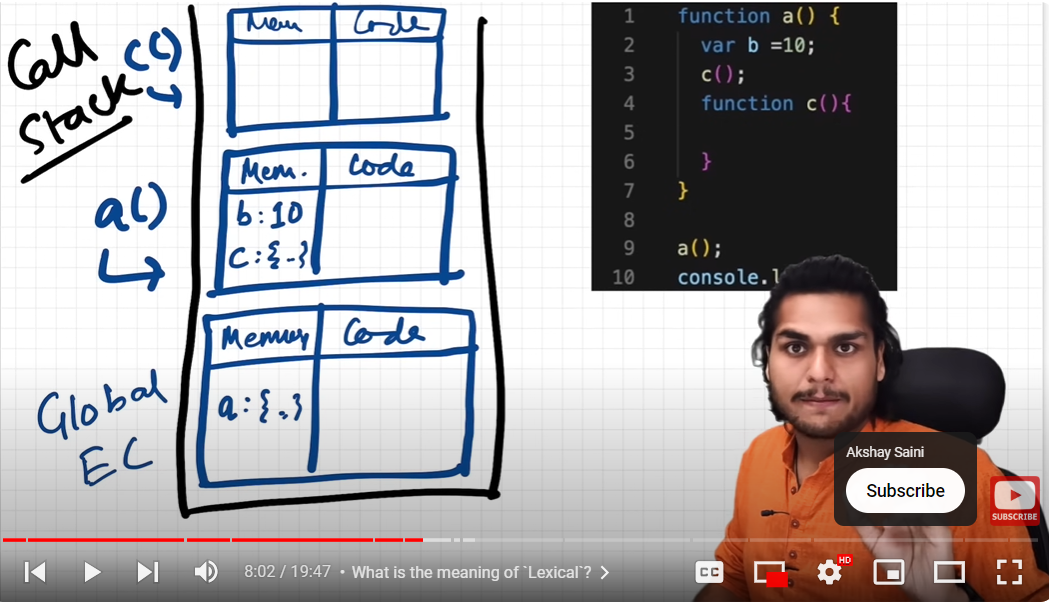 Call
Stack
c()
Mem
Code
a()
Mem.
Code
b:10
c:{..}
Global
EC
Memory
Code
a:{..}
1 function a() {
2 var b =10;
3 c();
4 function c(){
5
6 }
7 }
8
9 a();
10 console.l
Akshay Saini
Subscribe
SUBSCRIBE
8:02 / 19:47 • What is the meaning of `Lexical`?
CC
HD